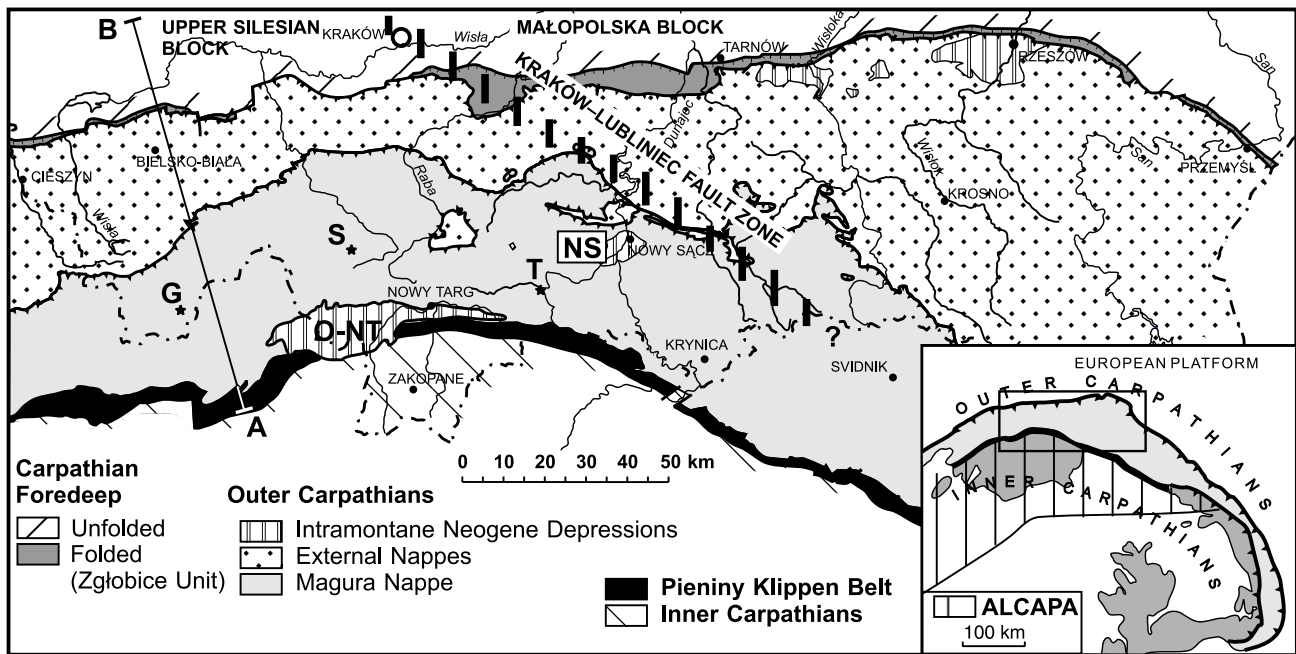 B
UPPER SILESIAN
BLOCK
KRAKÓW
Wisła
MAŁOPOLSKA BLOCK
TARNÓW
Wisłoka
RZESZÓW
San
KRAKÓW-LUBLINIEC FAULT ZONE
Dunajec
BIELSKO-BIAŁA
CIESZYN
Wisła
Raba
Wisłok
San
PRZEMYŚL
KROSNO
S
NS
NOWY SĄCZ
G
T
NOWY TARG
O-NT
?
KRYNICA
SVIDNIK
ZAKOPANE
A
0 10 20 30 40 50 km
Carpathian
Foredeep
Unfolded
Folded
(Zgłobice Unit)
Outer Carpathians
Intramontane Neogene Depressions
External Nappes
Magura Nappe
Pieniny Klippen Belt
Inner Carpathians
EUROPEAN PLATFORM
OUTER CARPATHIANS
INNER CARPATHIANS
ALCAPA
100 km